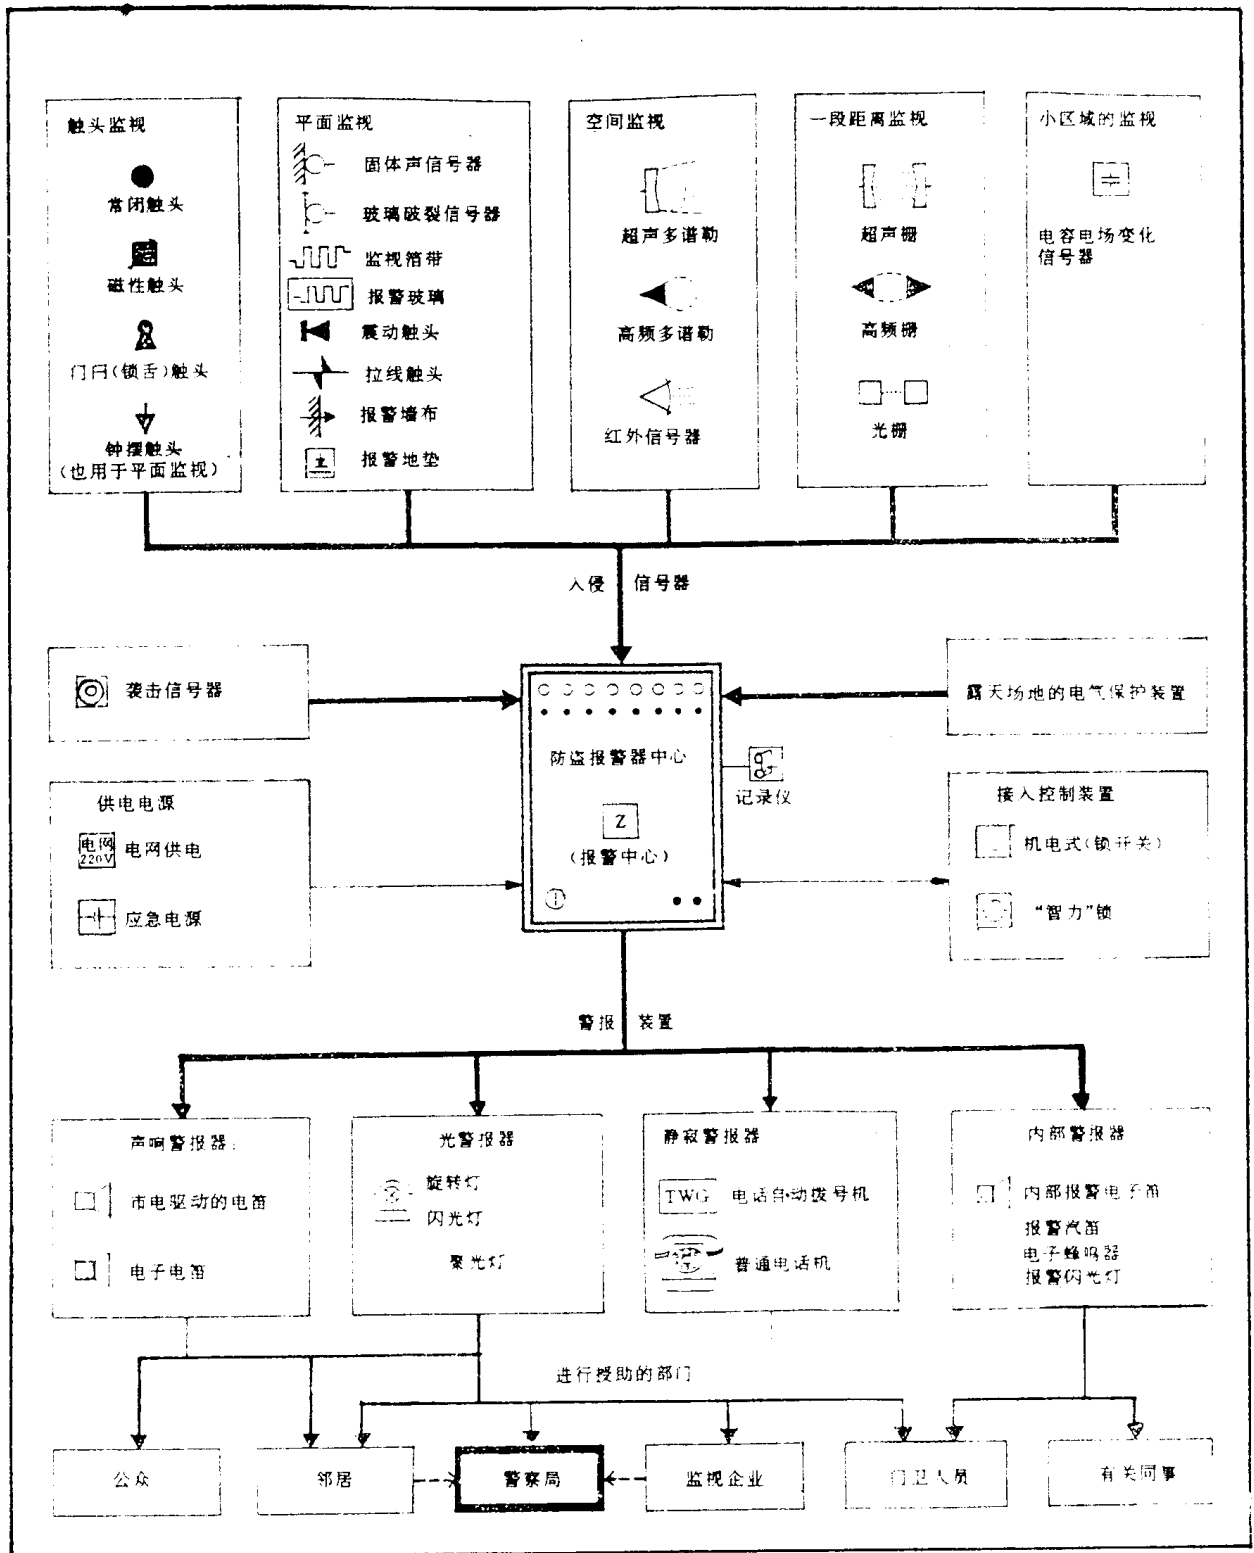 触头监视
常闭触头
磁性触头
门闩(锁舌)触头
钟摆触头
(也用于平面监视)
平面监视
固体声信号器
玻璃破裂信号器
监视箔带
报警玻璃
震动触头
拉线触头
报警墙布
报警地垫
空间监视
超声多谱勒
高频多谱勒
红外信号器
一段距离监视
超声栅
高频栅
光栅
小区域的监视
电容电场变化
信号器
入侵 信号器
袭击信号器
露天场地的电气保护装置
防盗报警器中心
Z
(报警中心)
记录仪
供电电源
电网
220V
电网供电
应急电源
接入控制装置
机电式(锁开关)
“智力”锁
警报 装置
声响警报器:
市电驱动的电笛
电子电笛
光警报器
旋转灯
闪光灯
聚光灯
静寂警报器
TWG
电话自动拨号机
普通电话机
内部警报器
内部报警电子笛
报警汽笛
电子蜂鸣器
报警闪光灯
进行授助的部门
公众
邻居
警察局
监视企业
门卫人员
有关同事